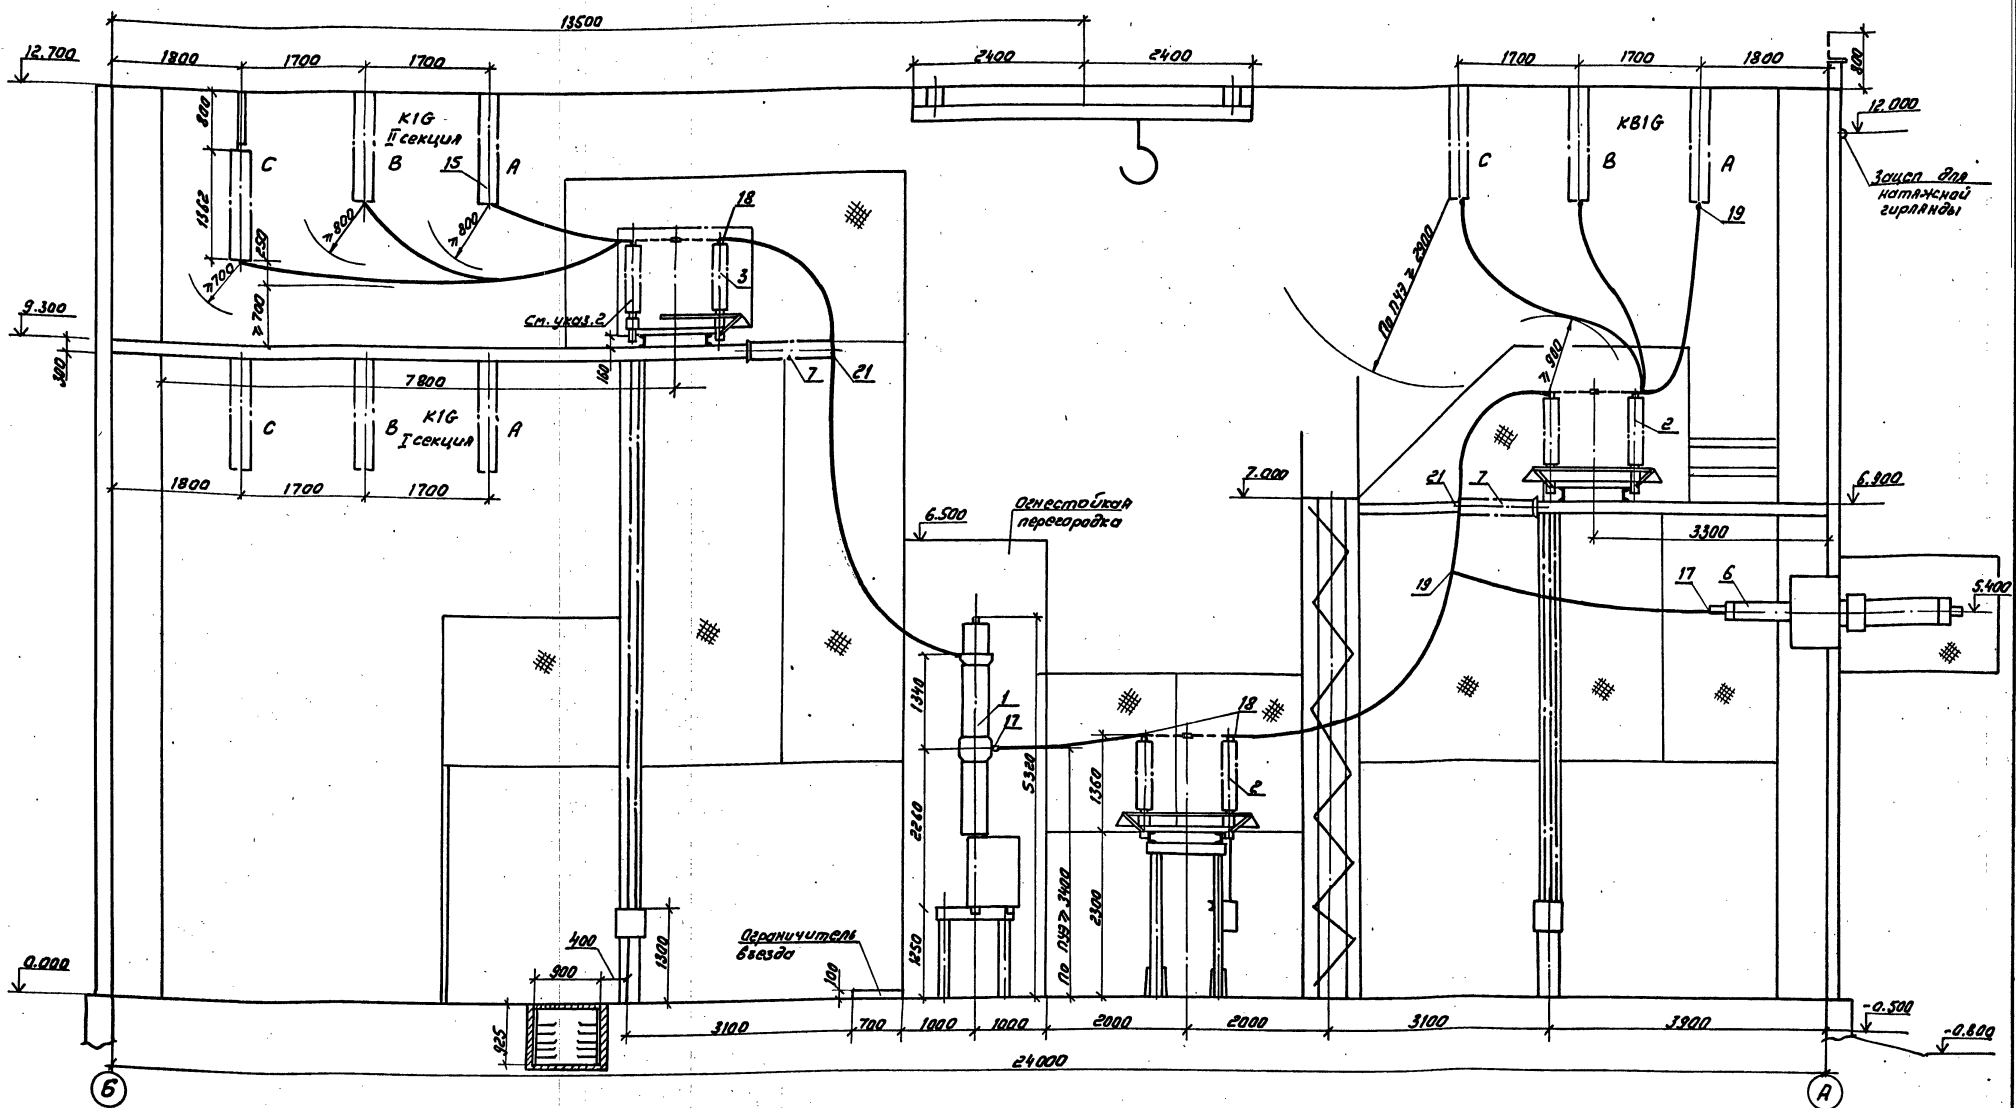 13500
12.700
1800
1700
1700
2400
2400
1700
1700
1800
800
800
K1G
II секция
C
B
A
15
1362
250
≥800
≥800
≥700
≥700
18
3
См. указ. 2
9.300
300
160
7800
7
21
K1G
I секция
C
B
A
1800
1700
1700
KB1G
C
B
A
19
12.000
Зацеп для
натяжной
гирлянды
По ПУЭ ≥ 2900
≥900
2
7.000
21
7
6.900
3300
19
17
6
5.400
Огнестойкая
перегородка
6.500
1340
1
17
18
2
5320
2260
1250
По ПУЭ ≥ 3400
1360
2300
Ограничитель
въезда
100
400
900
1300
0.000
925
3100
700
1000
1000
2000
2000
3100
3900
-0.500
-0.800
24000
Б
А